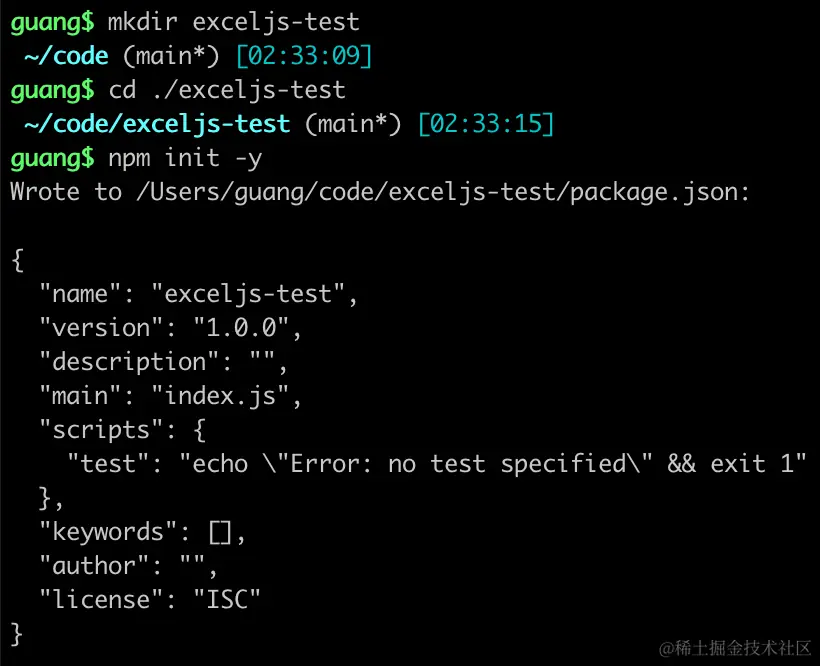 guang$ mkdir exceljs-test
~/code (main*) [02:33:09]
guang$ cd ./exceljs-test
~/code/exceljs-test (main*) [02:33:15]
guang$ npm init -y
Wrote to /Users/guang/code/exceljs-test/package.json:

{
  "name": "exceljs-test",
  "version": "1.0.0",
  "description": "",
  "main": "index.js",
  "scripts": {
    "test": "echo \"Error: no test specified\" && exit 1"
  },
  "keywords": [],
  "author": "",
  "license": "ISC"
}
@稀土掘金技术社区